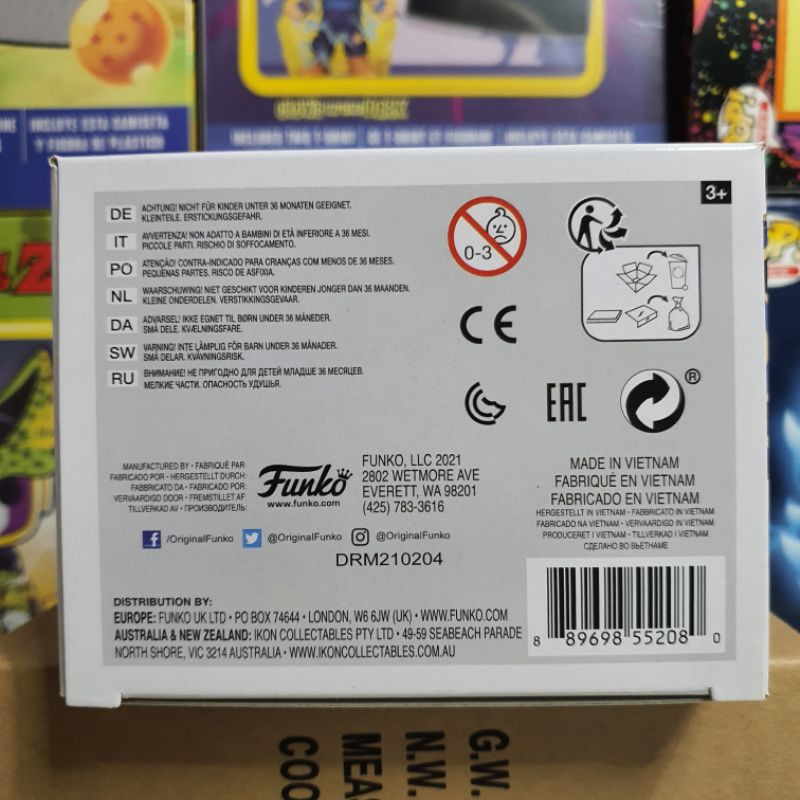 INCLUYE ESTA CAMISETA
Y FIGURA DE PLÁSTICO
INCLUDES THIS T-SHIRT
3+
DE ACHTUNG! NICHT FÜR KINDER UNTER 36 MONATEN GEEIGNET.
KLEINTEILE. ERSTICKUNGSGEFAHR.
IT AVVERTENZA! NON ADATTO A BAMBINI DI ETÀ INFERIORE A 36 MESI.
PICCOLE PARTI. RISCHIO DI SOFFOCAMENTO.
PO ATENÇÃO! CONTRA-INDICADO PARA CRIANÇAS COM MENOS DE 36 MESES.
PEQUENAS PARTES. RISCO DE ASFIXIA.
NL WAARSCHUWING! NIET GESCHIKT VOOR KINDEREN JONGER DAN 36 MAANDEN.
KLEINE ONDERDELEN. VERSTIKKINGSGEVAAR.
DA ADVARSEL! IKKE EGNET TIL BØRN UNDER 36 MÅNEDER.
SMÅ DELE. KVÆLNINGSFARE.
SW VARNING! INTE LÄMPLIG FÖR BARN UNDER 36 MÅNADER.
SMÅ DELAR. KVÄVNINGSRISK.
RU ВНИМАНИЕ! НЕ ПРИГОДНО ДЛЯ ДЕТЕЙ МЛАДШЕ 36 МЕСЯЦЕВ.
МЕЛКИЕ ЧАСТИ. ОПАСНОСТЬ УДУШЬЯ.
0-3
CE
EAC
®
MANUFACTURED BY • FABRIQUÉ PAR
FABRICADO POR • HERGESTELLT DURCH:
FABBRICATO DA • FABRICADO POR:
VERVAARDIGD DOOR • FREMSTILLET AF:
TILLVERKAD AV • ПРОИЗВОДИТЕЛЬ:
Funko
www.funko.com
FUNKO, LLC 2021
2802 WETMORE AVE
EVERETT, WA 98201
(425) 783-3616
MADE IN VIETNAM
FABRIQUÉ EN VIETNAM
FABRICADO EN VIETNAM
HERGESTELLT IN VIETNAM • FABBRICATO IN VIETNAM
FABRICADO NA VIETNAM • VERVAARDIGD IN VIETNAM
PRODUCERET I VIETNAM • TILLVERKAD I VIETNAM
СДЕЛАНО ВО ВЬЕТНАМЕ
/OriginalFunko @OriginalFunko @OriginalFunko
DRM210204
DISTRIBUTION BY:
EUROPE: FUNKO UK LTD • PO BOX 74644 • LONDON, W6 6JW (UK) • WWW.FUNKO.COM
AUSTRALIA & NEW ZEALAND: IKON COLLECTABLES PTY LTD • 49-59 SEABEACH PARADE
NORTH SHORE, VIC 3214 AUSTRALIA • WWW.IKONCOLLECTABLES.COM.AU
8 89698 55208 0
G.W.
N.W.
MEAS
COO